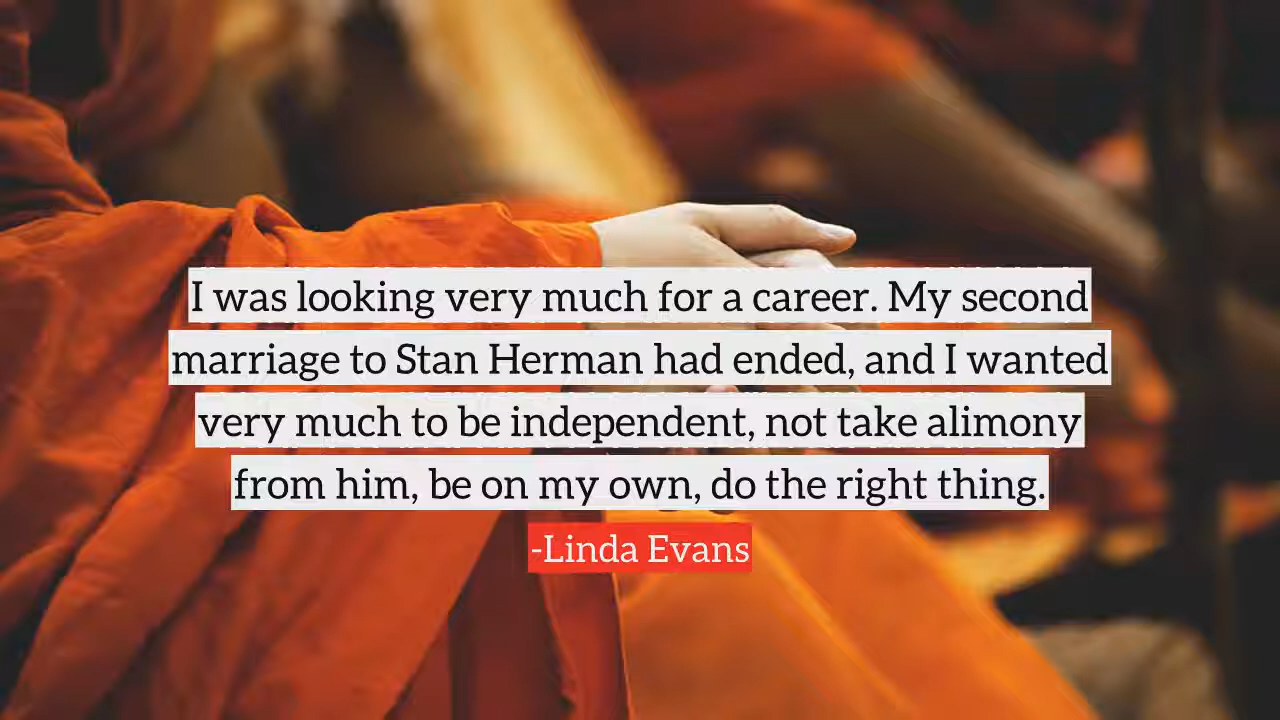 I was looking very much for a career. My second
marriage to Stan Herman had ended, and I wanted
very much to be independent, not take alimony
from him, be on my own, do the right thing.
-Linda Evans